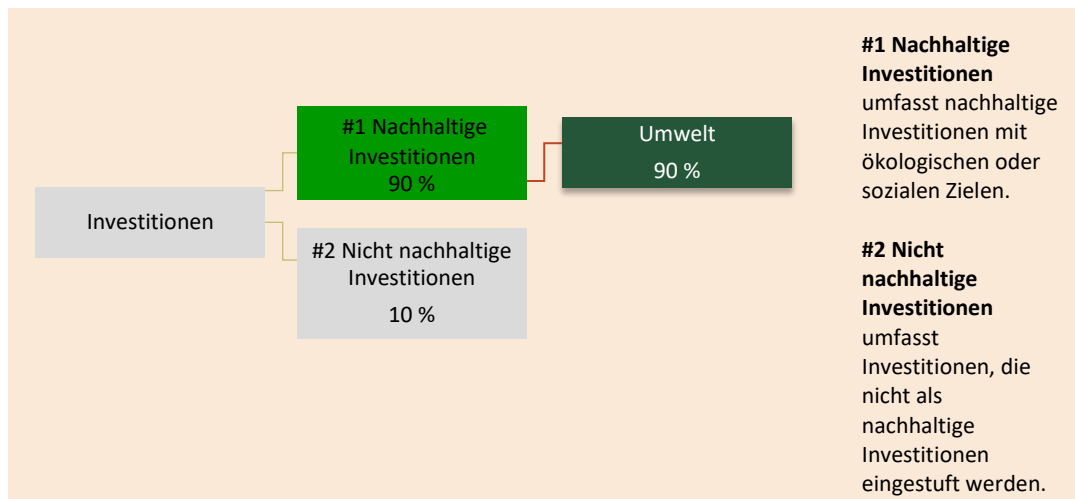 Investitionen
#1 Nachhaltige
Investitionen
90 %
Umwelt
90 %
#2 Nicht nachhaltige
Investitionen
10 %
#1 Nachhaltige
Investitionen
umfasst nachhaltige
Investitionen mit
ökologischen oder
sozialen Zielen.
#2 Nicht
nachhaltige
Investitionen
umfasst
Investitionen, die
nicht als
nachhaltige
Investitionen
eingestuft werden.